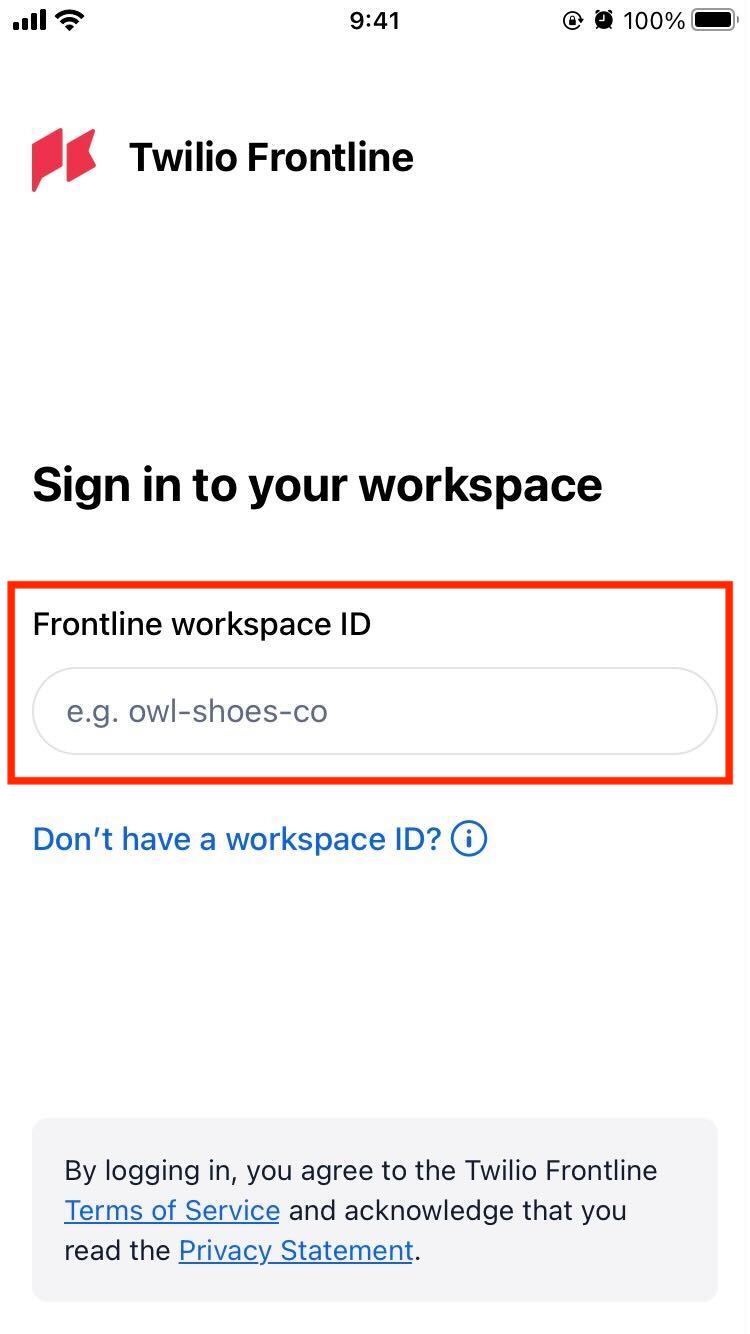 9:41
100%
Twilio Frontline
Sign in to your workspace
Frontline workspace ID
e.g. owl-shoes-co
Don’t have a workspace ID?
By logging in, you agree to the Twilio Frontline
Terms of Service and acknowledge that you
read the Privacy Statement.